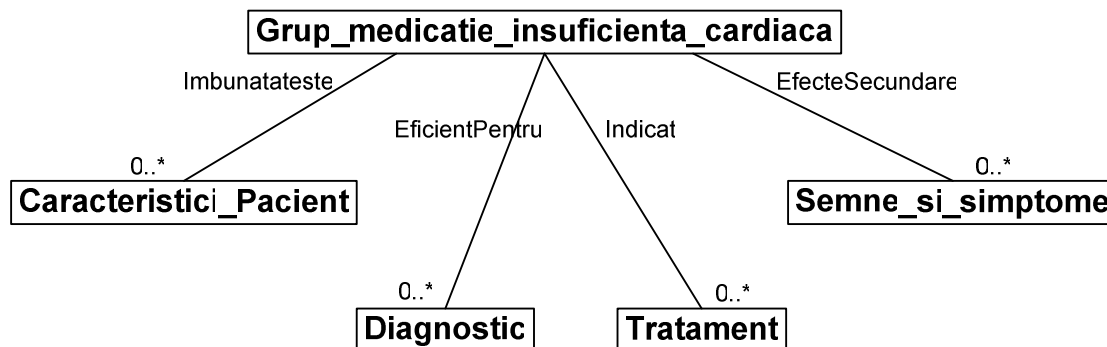 Grup_medicatie_insuficienta_cardiaca
Imbunatateste
EfecteSecundare
EficientPentru
Indicat
0..*
0..*
Caracteristici_Pacient
Semne_si_simptome
0..*
0..*
Diagnostic
Tratament